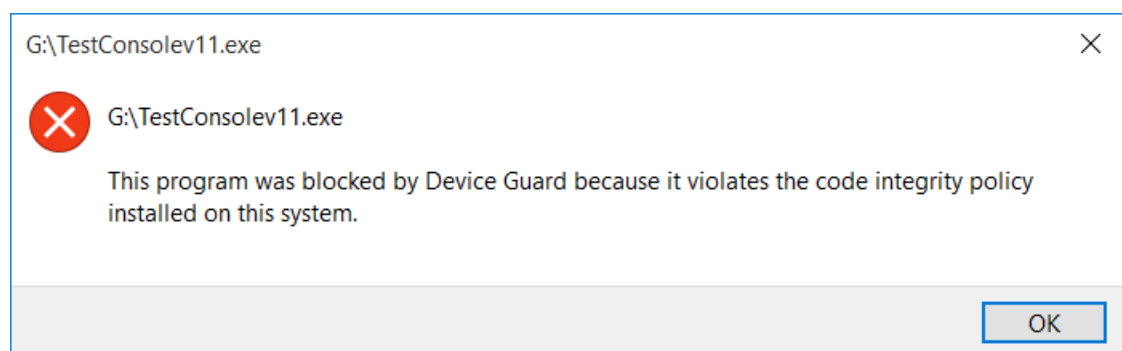 G:\TestConsolev11.exe
G:\TestConsolev11.exe
This program was blocked by Device Guard because it violates the code integrity policy
installed on this system.
OK